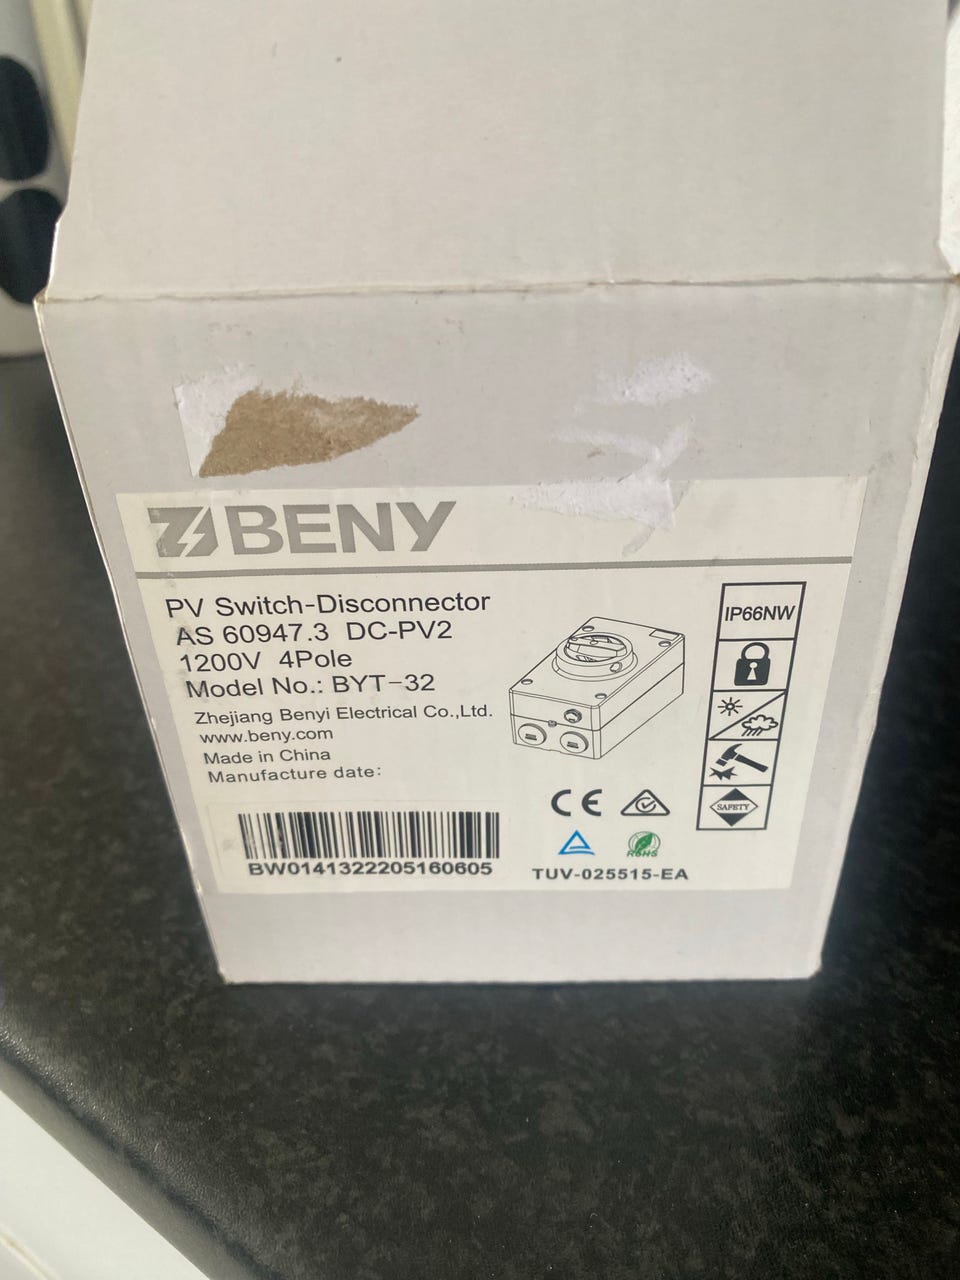 BENY
PV Switch-Disconnector
AS 60947.3 DC-PV2
1200V 4Pole
Model No.: BYT-32
Zhejiang Benyi Electrical Co.,Ltd.
www.beny.com
Made in China
Manufacture date:
BW0141322205160605
IP66NW
SAFETY
CE
RoHS
TUV-025515-EA